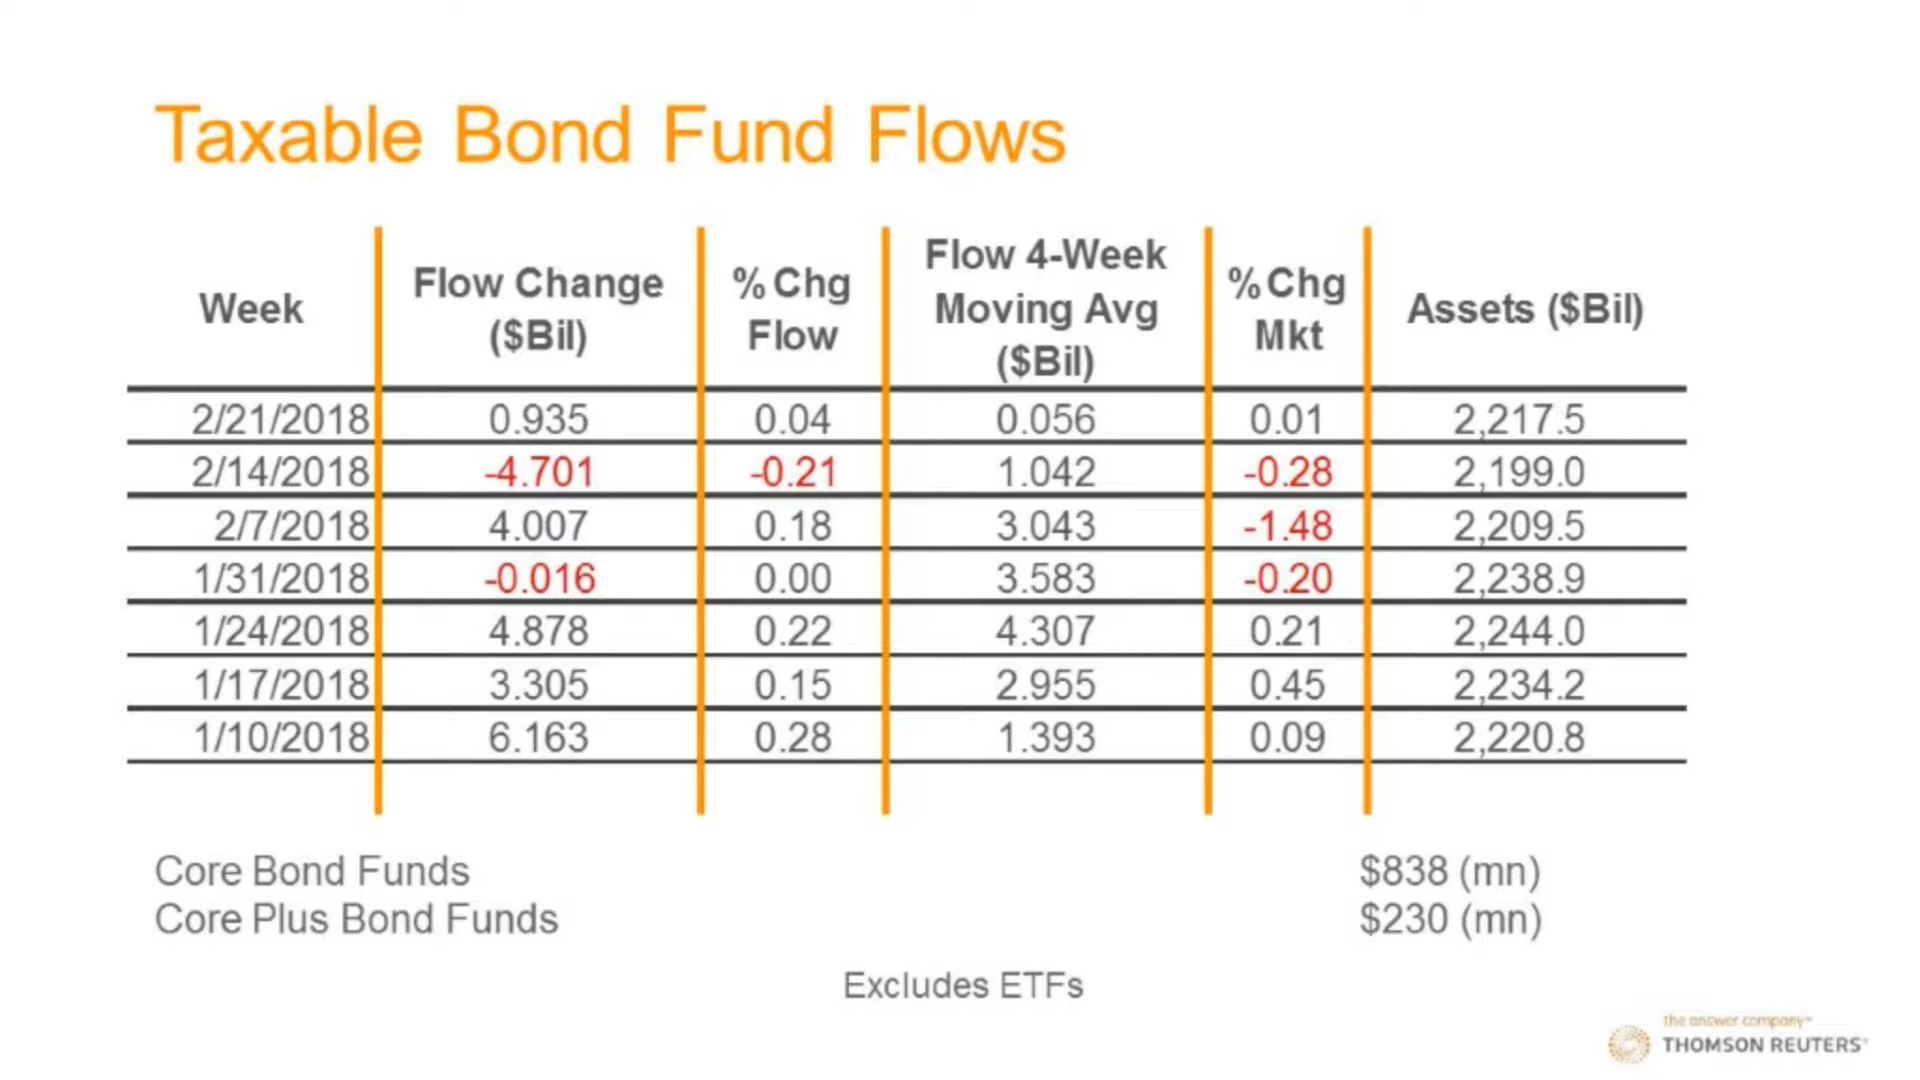 Taxable Bond Fund Flows
Week Flow Change ($Bil) % Chg Flow Flow 4-Week Moving Avg ($Bil) % Chg Mkt Assets ($Bil)
2/21/2018 0.935 0.04 0.056 0.01 2,217.5
2/14/2018 -4.701 -0.21 1.042 -0.28 2,199.0
2/7/2018 4.007 0.18 3.043 -1.48 2,209.5
1/31/2018 -0.016 0.00 3.583 -0.20 2,238.9
1/24/2018 4.878 0.22 4.307 0.21 2,244.0
1/17/2018 3.305 0.15 2.955 0.45 2,234.2
1/10/2018 6.163 0.28 1.393 0.09 2,220.8
Core Bond Funds $838 (mn)
Core Plus Bond Funds $230 (mn)
Excludes ETFs
the answer company™
THOMSON REUTERS®